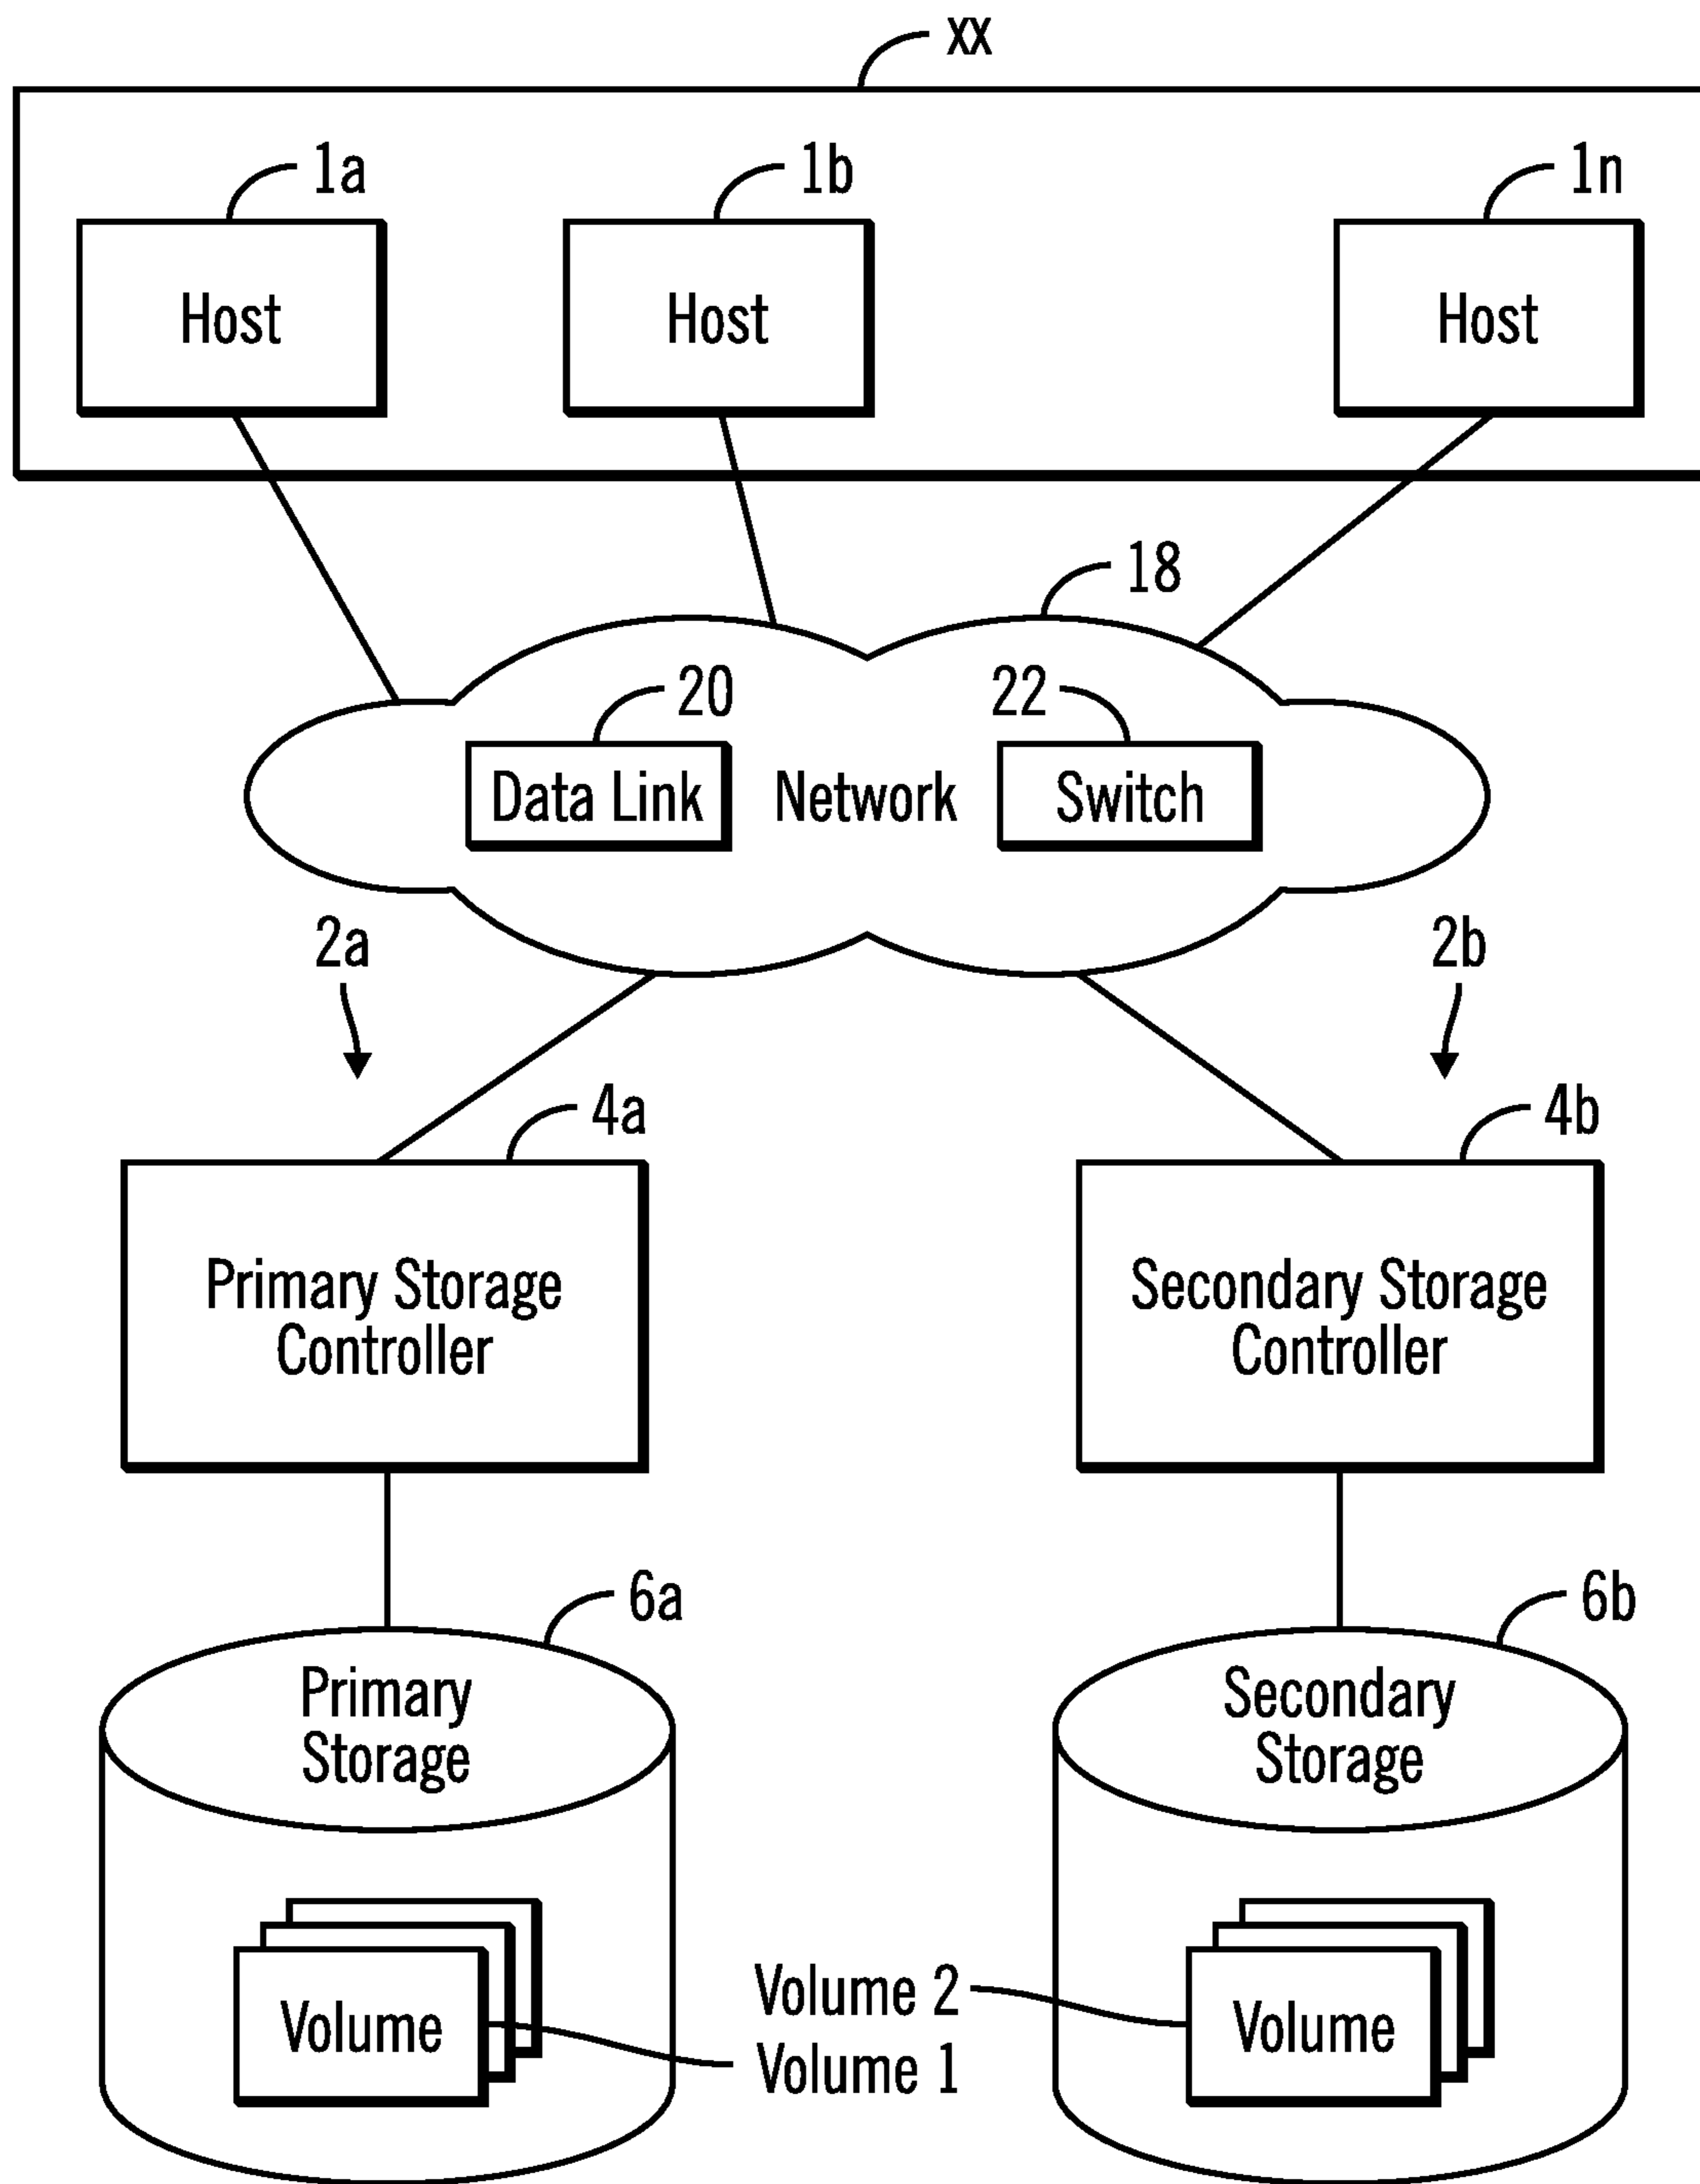 xx
1a
1b
1n
Host
Host
Host
18
20
22
Data Link
Network
Switch
2a
2b
4a
4b
Primary Storage
Controller
Secondary Storage
Controller
6a
6b
Primary
Storage
Secondary
Storage
Volume
Volume 2
Volume 1
Volume